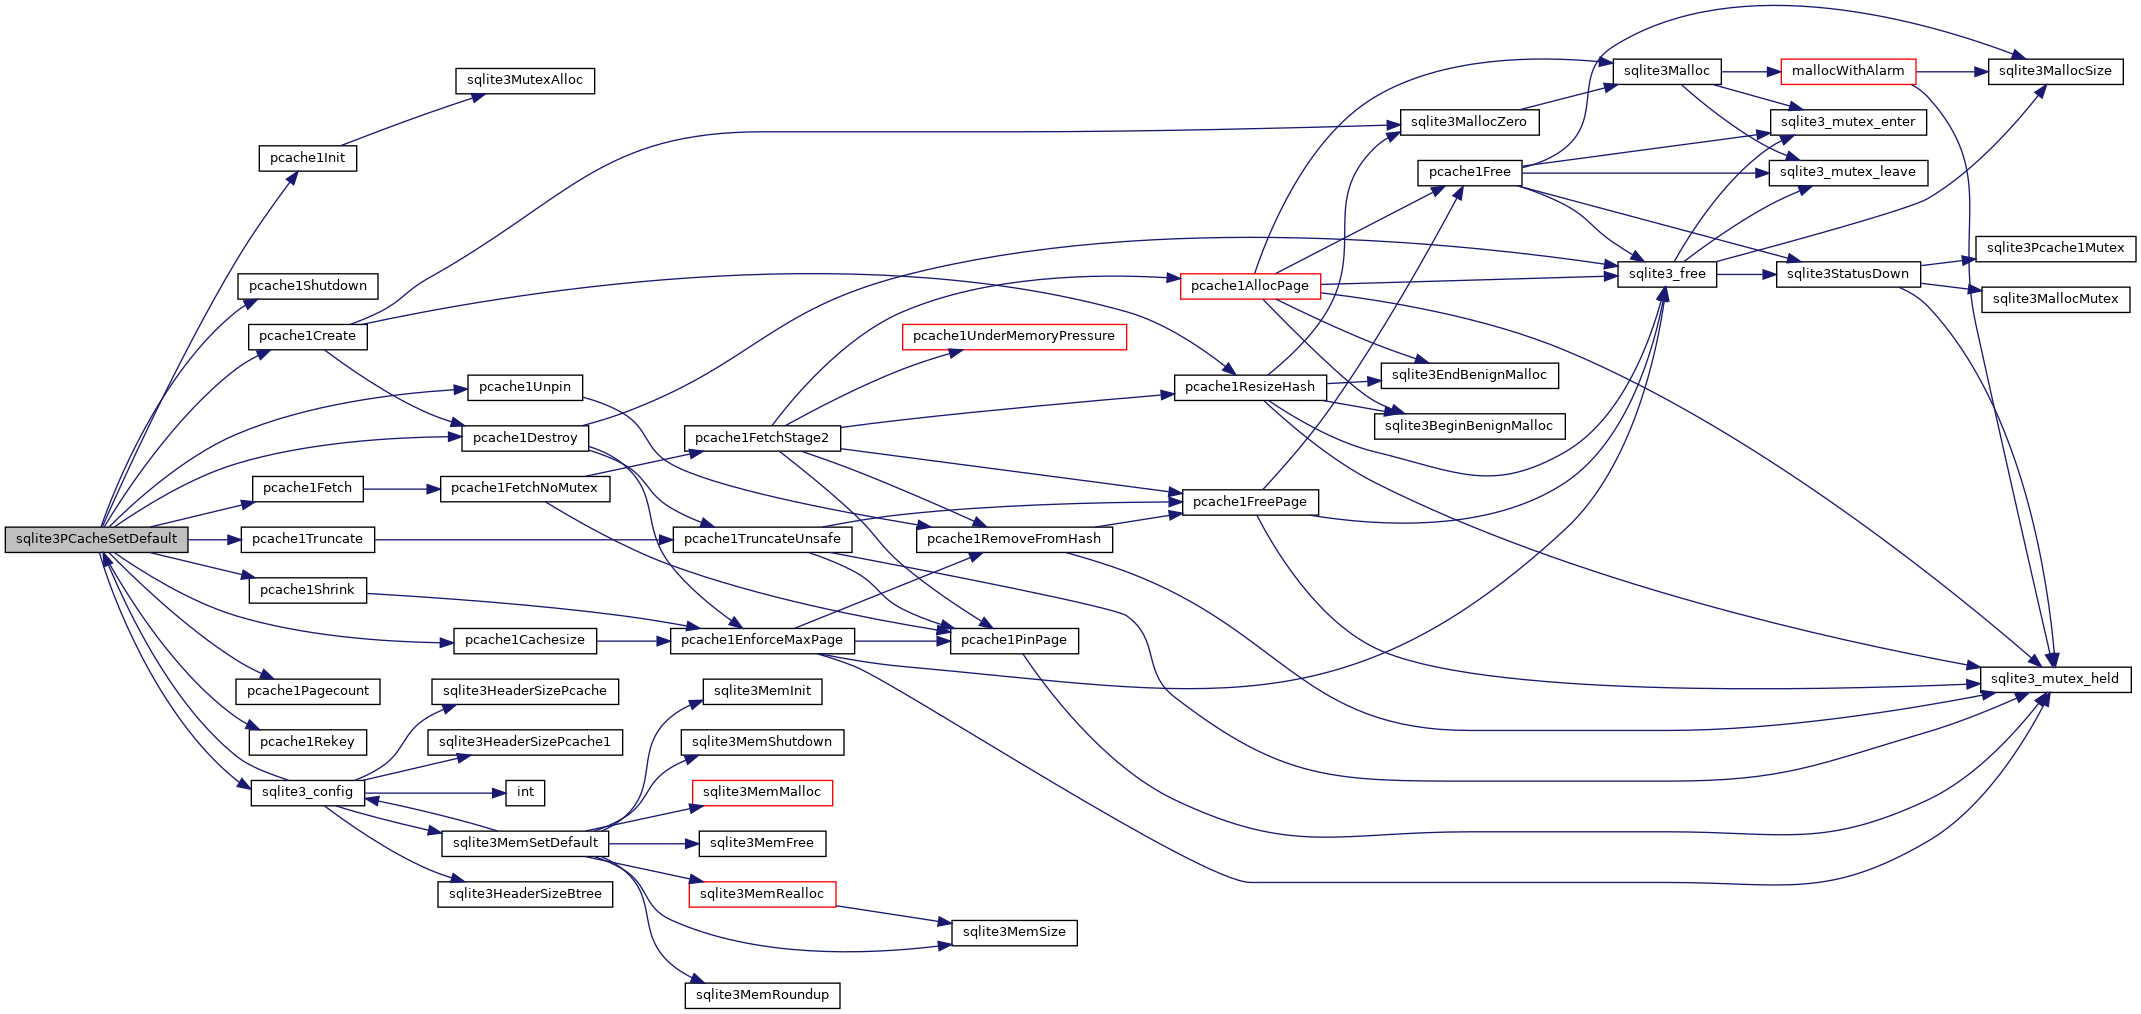 sqlite3PCacheSetDefault
pcache1Init
sqlite3MutexAlloc
pcache1Shutdown
pcache1Create
pcache1Unpin
pcache1Destroy
pcache1Fetch
pcache1FetchNoMutex
pcache1Truncate
pcache1Shrink
pcache1Cachesize
pcache1Pagecount
pcache1Rekey
sqlite3_config
sqlite3HeaderSizePcache
sqlite3HeaderSizePcache1
int
sqlite3MemSetDefault
sqlite3HeaderSizeBtree
pcache1UnderMemoryPressure
pcache1FetchStage2
pcache1TruncateUnsafe
pcache1EnforceMaxPage
sqlite3MemInit
sqlite3MemShutdown
sqlite3MemMalloc
sqlite3MemFree
sqlite3MemRealloc
sqlite3MemRoundup
pcache1RemoveFromHash
pcache1PinPage
sqlite3MemSize
pcache1AllocPage
pcache1ResizeHash
pcache1FreePage
sqlite3MallocZero
pcache1Free
sqlite3EndBenignMalloc
sqlite3BeginBenignMalloc
sqlite3Malloc
sqlite3_free
mallocWithAlarm
sqlite3_mutex_enter
sqlite3_mutex_leave
sqlite3StatusDown
sqlite3MallocSize
sqlite3Pcache1Mutex
sqlite3MallocMutex
sqlite3_mutex_held